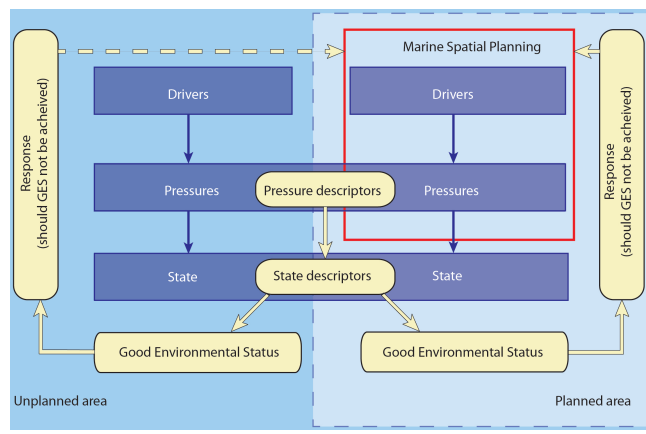 Marine Spatial Planning
Response
(should GES not be acheived)
Drivers
Drivers
Response
(should GES not be acheived)
Pressures
Pressure descriptors
Pressures
State
State descriptors
State
Good Environmental Status
Good Environmental Status
Unplanned area
Planned area